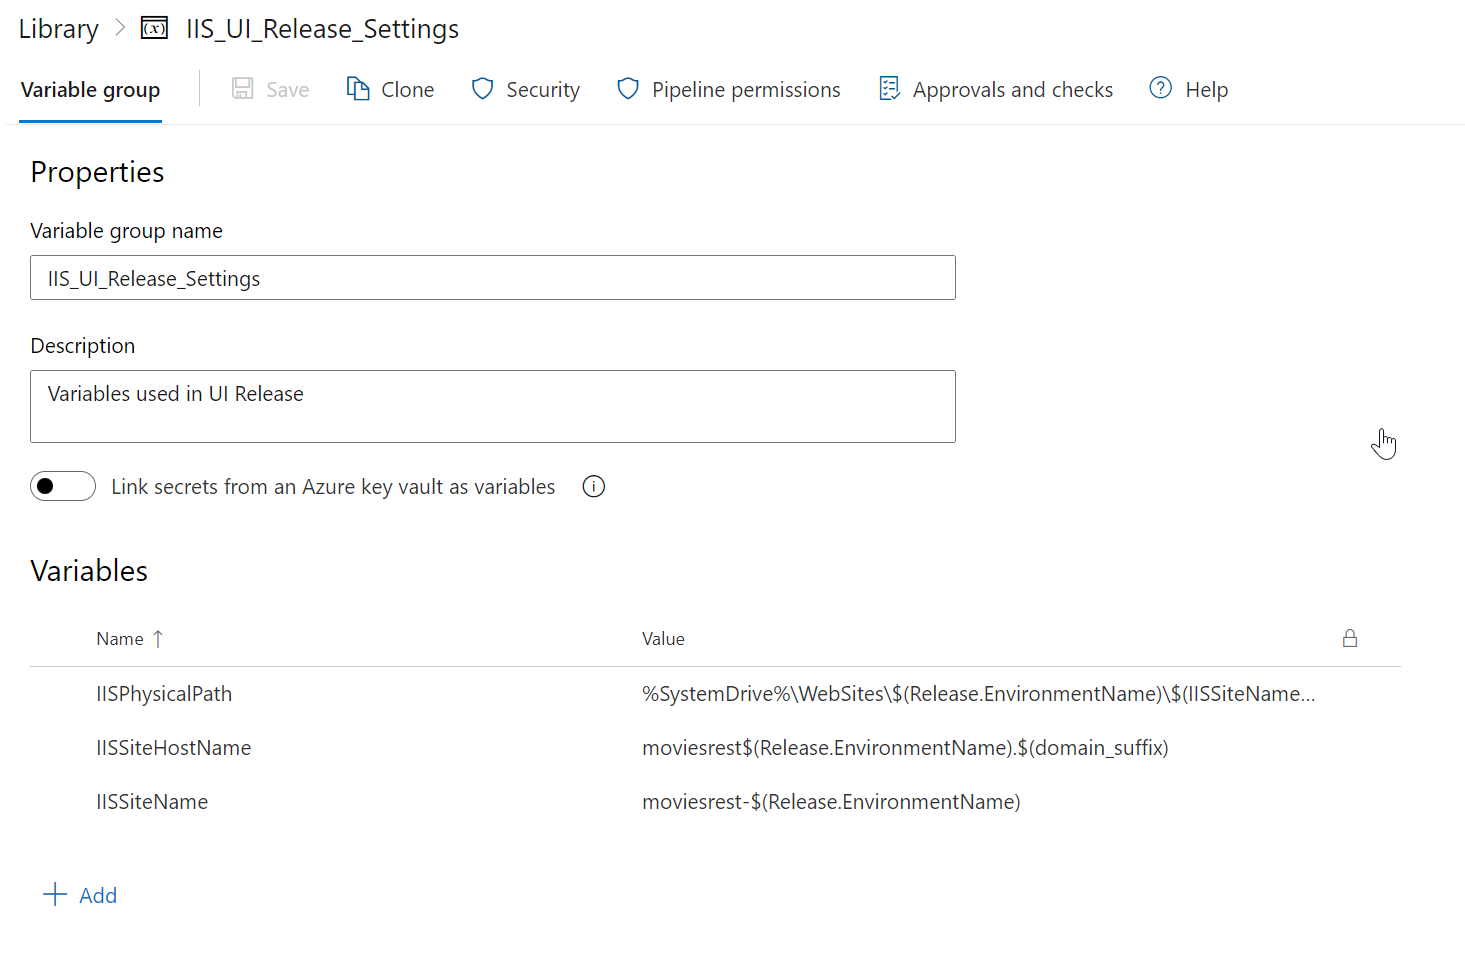 Library > (x) IIS_UI_Release_Settings
Variable group Save Clone Security Pipeline permissions Approvals and checks Help
Properties
Variable group name
IIS_UI_Release_Settings
Description
Variables used in UI Release
Link secrets from an Azure key vault as variables
Variables
Name ↑ Value
IISPhysicalPath %SystemDrive%\WebSites\$(Release.EnvironmentName)\$(IISSiteName...
IISSiteHostName moviesrest$(Release.EnvironmentName).$(domain_suffix)
IISSiteName moviesrest-$(Release.EnvironmentName)
+ Add